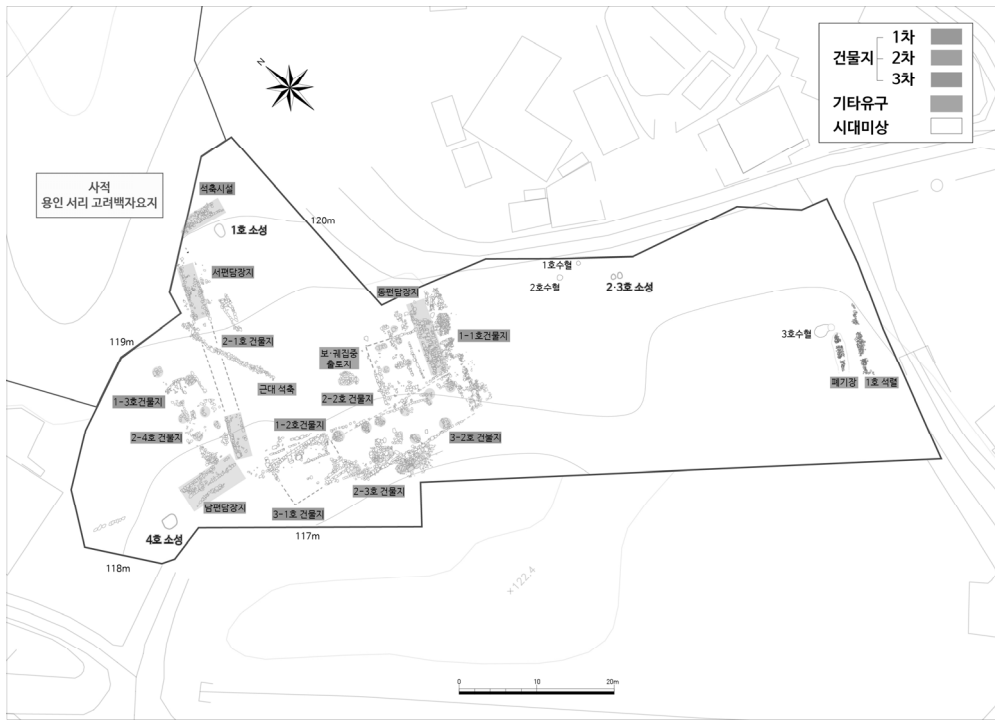 1차
건물지
2차
3차
기타유구
시대미상
N
사적
용인 서리 고려백자요지
석축시설
1호 소성
120m
서편담장지
1호수혈
2호수혈
2·3호 소성
동편담장지
1-1호건물지
3호수혈
119m
2-1호 건물지
보·궤집중
출토지
근대 석축
폐기장
1호 석렬
1-3호건물지
2-2호 건물지
1-2호건물지
2-4호 건물지
3-2호 건물지
2-3호 건물지
남편담장지
3-1호 건물지
4호 소성
117m
118m
×122.4
0
10
20m